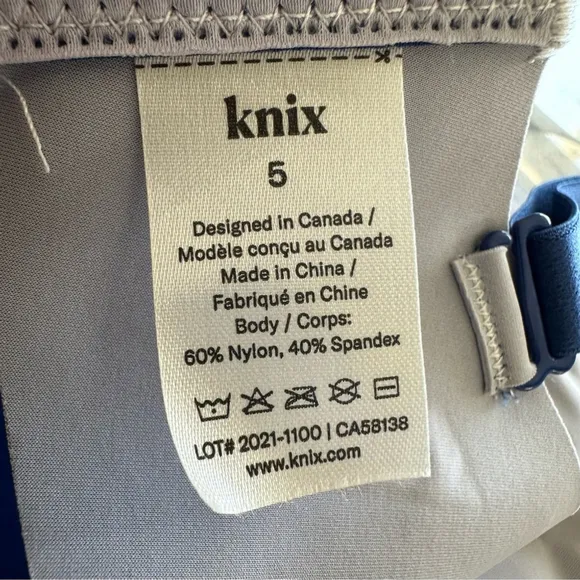 knix
5
Designed in Canada /
Modèle conçu au Canada
Made in China /
Fabriqué en Chine
Body / Corps:
60% Nylon, 40% Spandex
LOT# 2021-1100 | CA58138
www.knix.com